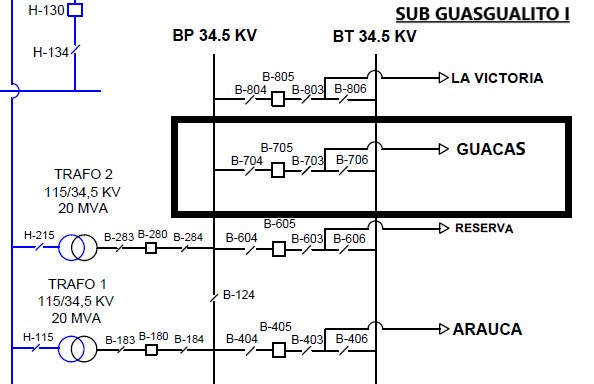 H-130
SUB GUASGUALITO I
BP 34.5 KV
BT 34.5 KV
H-134
B-805
B-804
B-803
B-806
LA VICTORIA
B-705
B-704
B-703
B-706
GUACAS
TRAFO 2
115/34,5 KV
20 MVA
H-215
B-283
B-280
B-284
B-605
B-604
B-603
B-606
RESERVA
TRAFO 1
115/34,5 KV
20 MVA
B-124
H-115
B-183
B-180
B-184
B-405
B-404
B-403
B-406
ARAUCA